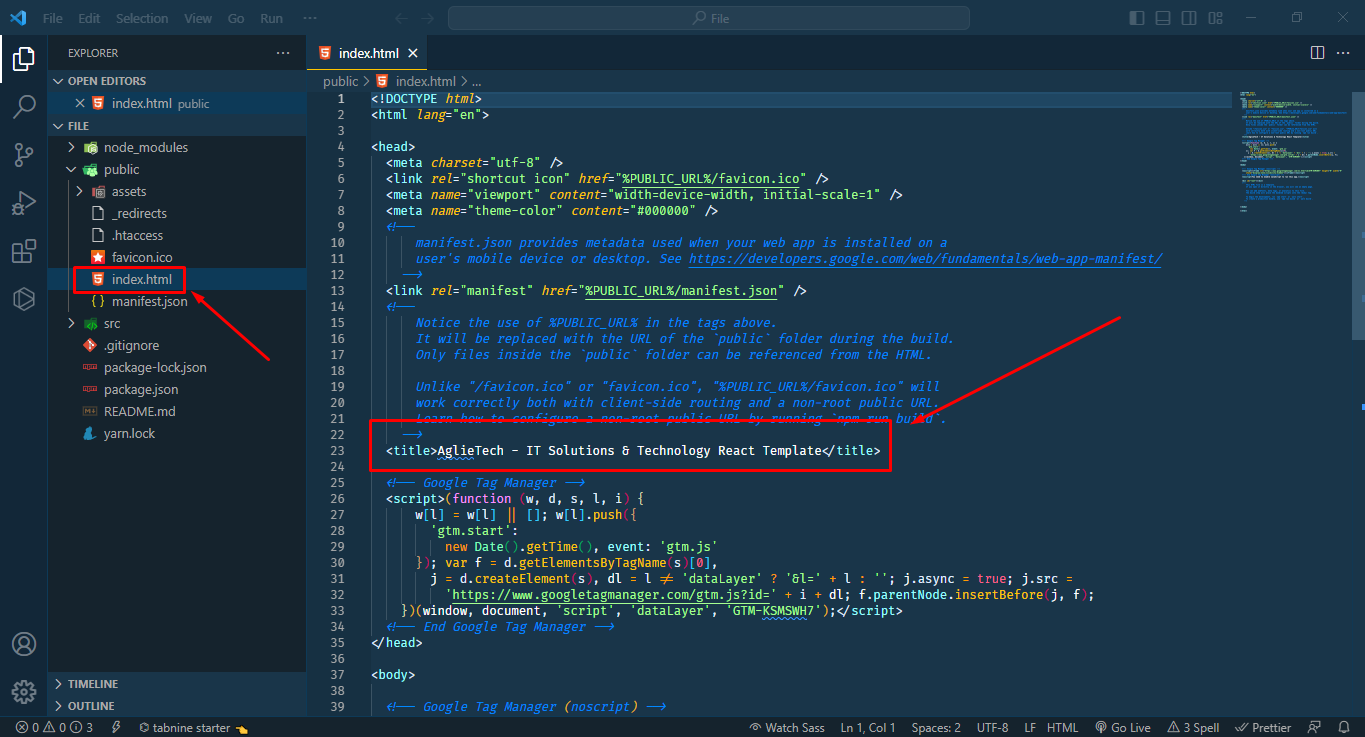 File Edit Selection View Go Run ··· File
EXPLORER ···
index.html
OPEN EDITORS
index.html public
FILE
node_modules
public
assets
_redirects
.htaccess
favicon.ico
index.html
{ } manifest.json
src
.gitignore
package-lock.json
package.json
README.md
yarn.lock
TIMELINE
OUTLINE
public > index.html > ...
1 <!DOCTYPE html>
2 <html lang="en">
3
4 <head>
5 <meta charset="utf-8" />
6 <link rel="shortcut icon" href="%PUBLIC_URL%/favicon.ico" />
7 <meta name="viewport" content="width=device-width, initial-scale=1" />
8 <meta name="theme-color" content="#000000" />
9 <!--
10 manifest.json provides metadata used when your web app is installed on a
11 user's mobile device or desktop. See https://developers.google.com/web/fundamentals/web-app-manifest/
12 -->
13 <link rel="manifest" href="%PUBLIC_URL%/manifest.json" />
14 <!--
15 Notice the use of %PUBLIC_URL% in the tags above.
16 It will be replaced with the URL of the `public` folder during the build.
17 Only files inside the `public` folder can be referenced from the HTML.
18
19 Unlike "/favicon.ico" or "favicon.ico", "%PUBLIC_URL%/favicon.ico" will
20 work correctly both with client-side routing and a non-root public URL.
21 Learn how to configure a non-root public URL by running `npm run build`.
22 -->
23 <title>AglieTech - IT Solutions & Technology React Template</title>
24
25 <!-- Google Tag Manager -->
26 <script>(function (w, d, s, l, i) {
27 w[l] = w[l] || []; w[l].push({
28 'gtm.start':
29 new Date().getTime(), event: 'gtm.js'
30 }); var f = d.getElementsByTagName(s)[0],
31 j = d.createElement(s), dl = l != 'dataLayer' ? '&l=' + l : ''; j.async = true; j.src =
32 'https://www.googletagmanager.com/gtm.js?id=' + i + dl; f.parentNode.insertBefore(j, f);
33 })(window, document, 'script', 'dataLayer', 'GTM-KSMSWH7');</script>
34 <!-- End Google Tag Manager -->
35 </head>
36
37 <body>
38
39 <!-- Google Tag Manager (noscript) -->
0 0 3 tabnine starter Watch Sass Ln 1, Col 1 Spaces: 2 UTF-8 LF HTML Go Live 3 Spell Prettier